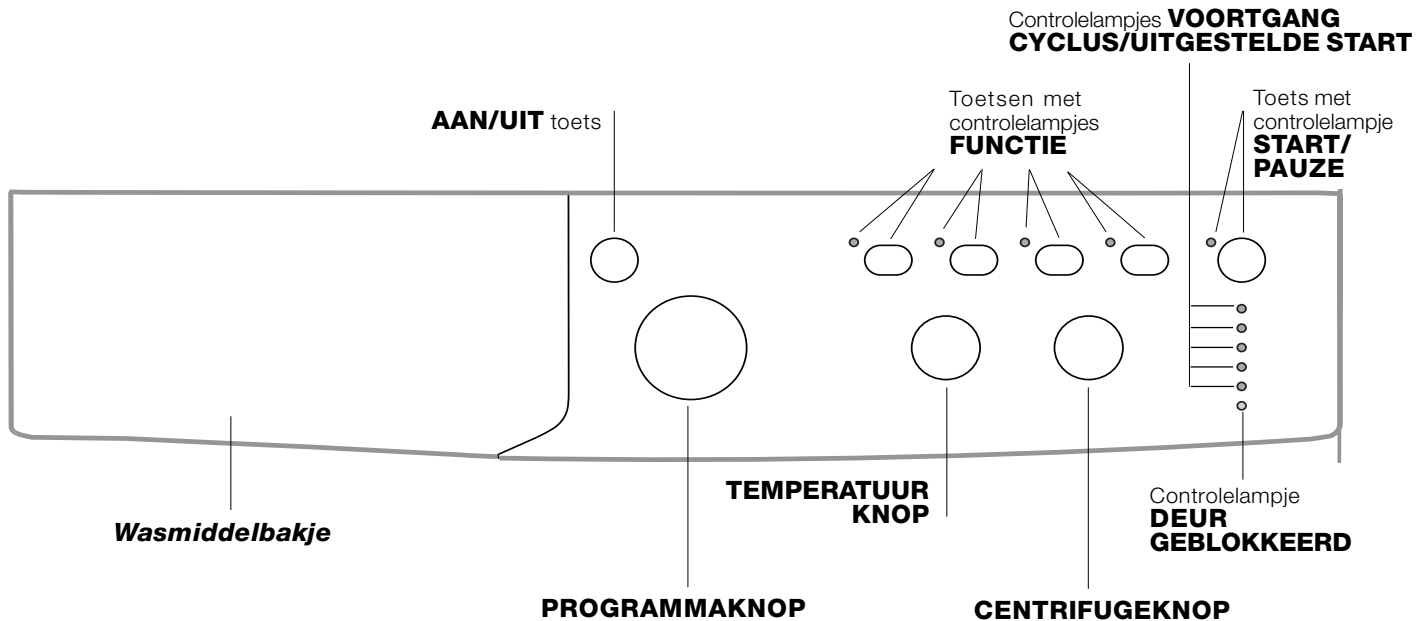 Controlelampjes VOORTGANG
CYCLUS/UITGESTELDE START
AAN/UIT toets
Toetsen met
controlelampjes
FUNCTIE
Toets met
controlelampje
START/
PAUZE
TEMPERATUUR
KNOP
Controlelampje
DEUR
GEBLOKKEERD
Wasmiddelbakje
PROGRAMMAKNOP
CENTRIFUGEKNOP